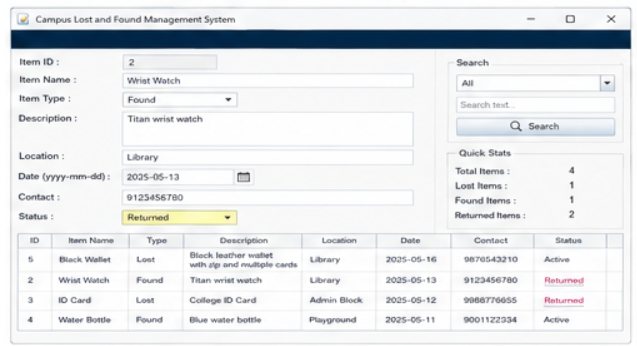 Campus Lost and Found Management System
Item ID : 2
Item Name : Wrist Watch
Item Type : Found
Description : Titan wrist watch
Location : Library
Date (yyyy-mm-dd) : 2025-05-13
Contact : 9123456780
Status : Returned
Search
All
Search text...
Search
Quick Stats
Total Items : 4
Lost Items : 1
Found Items : 1
Returned Items : 2
ID Item Name Type Description Location Date Contact Status
5 Black Wallet Lost Black leather wallet with zip and multiple cards Library 2025-05-16 9870543210 Active
2 Wrist Watch Found Titan wrist watch Library 2025-05-13 9123456780 Returned
3 ID Card Lost College ID Card Admin Block 2025-05-12 9988776655 Returned
4 Water Bottle Found Blue water bottle Playground 2025-05-11 9001122334 Active